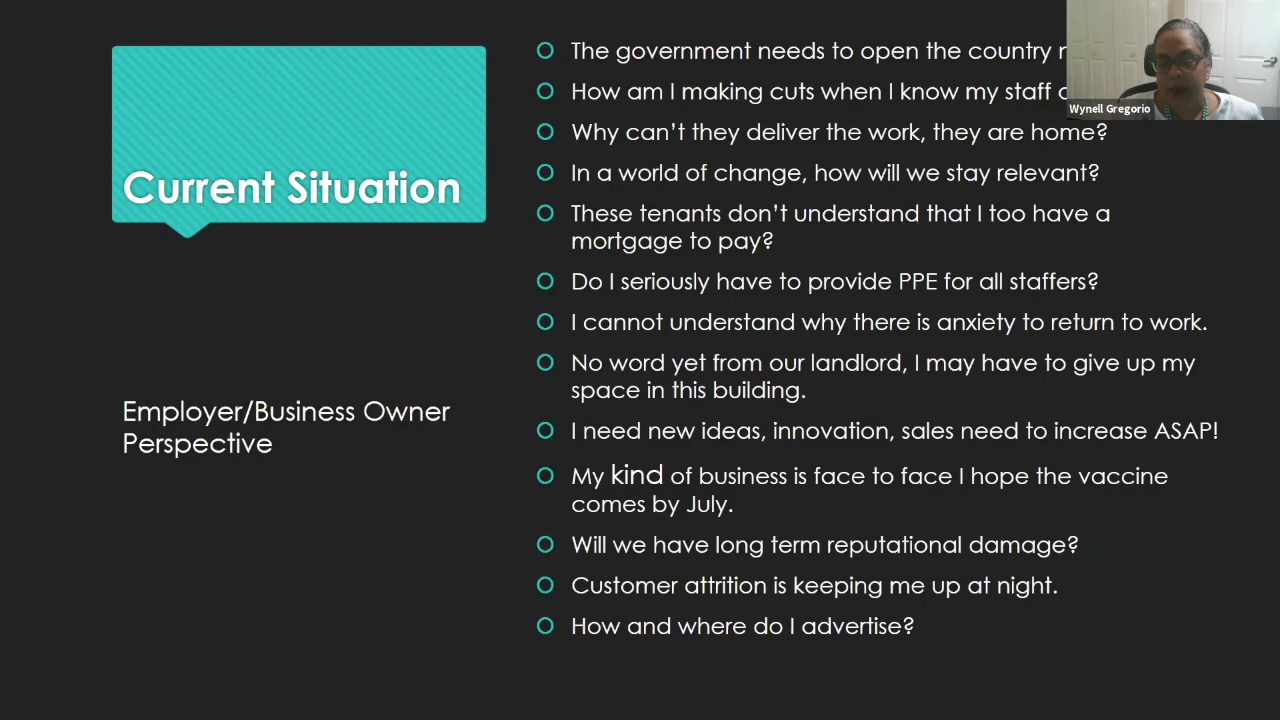 Current Situation
Employer/Business Owner
Perspective
The government needs to open the country
How am I making cuts when I know my staff
Why can’t they deliver the work, they are home?
In a world of change, how will we stay relevant?
These tenants don’t understand that I too have a
mortgage to pay?
Do I seriously have to provide PPE for all staffers?
I cannot understand why there is anxiety to return to work.
No word yet from our landlord, I may have to give up my
space in this building.
I need new ideas, innovation, sales need to increase ASAP!
My kind of business is face to face I hope the vaccine
comes by July.
Will we have long term reputational damage?
Customer attrition is keeping me up at night.
How and where do I advertise?
Wynell Gregorio